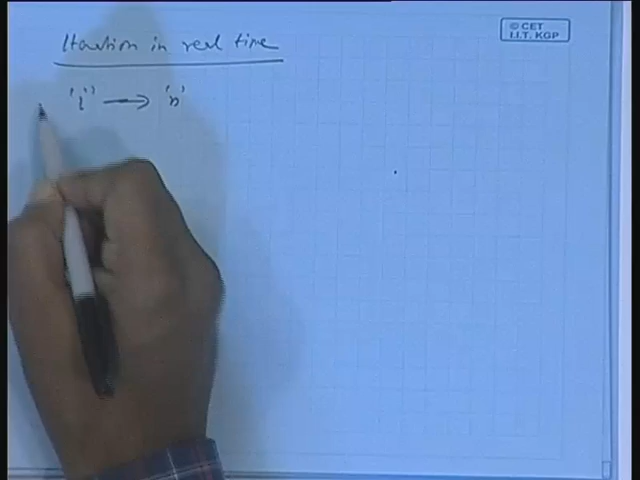 Iteration in real time
'i' → 'n'
© CET
I.I.T. KGP